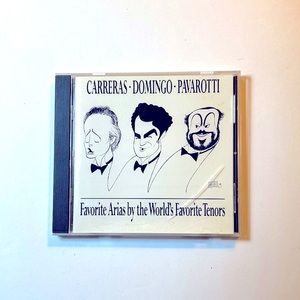 CARRERAS · DOMINGO · PAVAROTTI
Favorite Arias by the World's Favorite Tenors